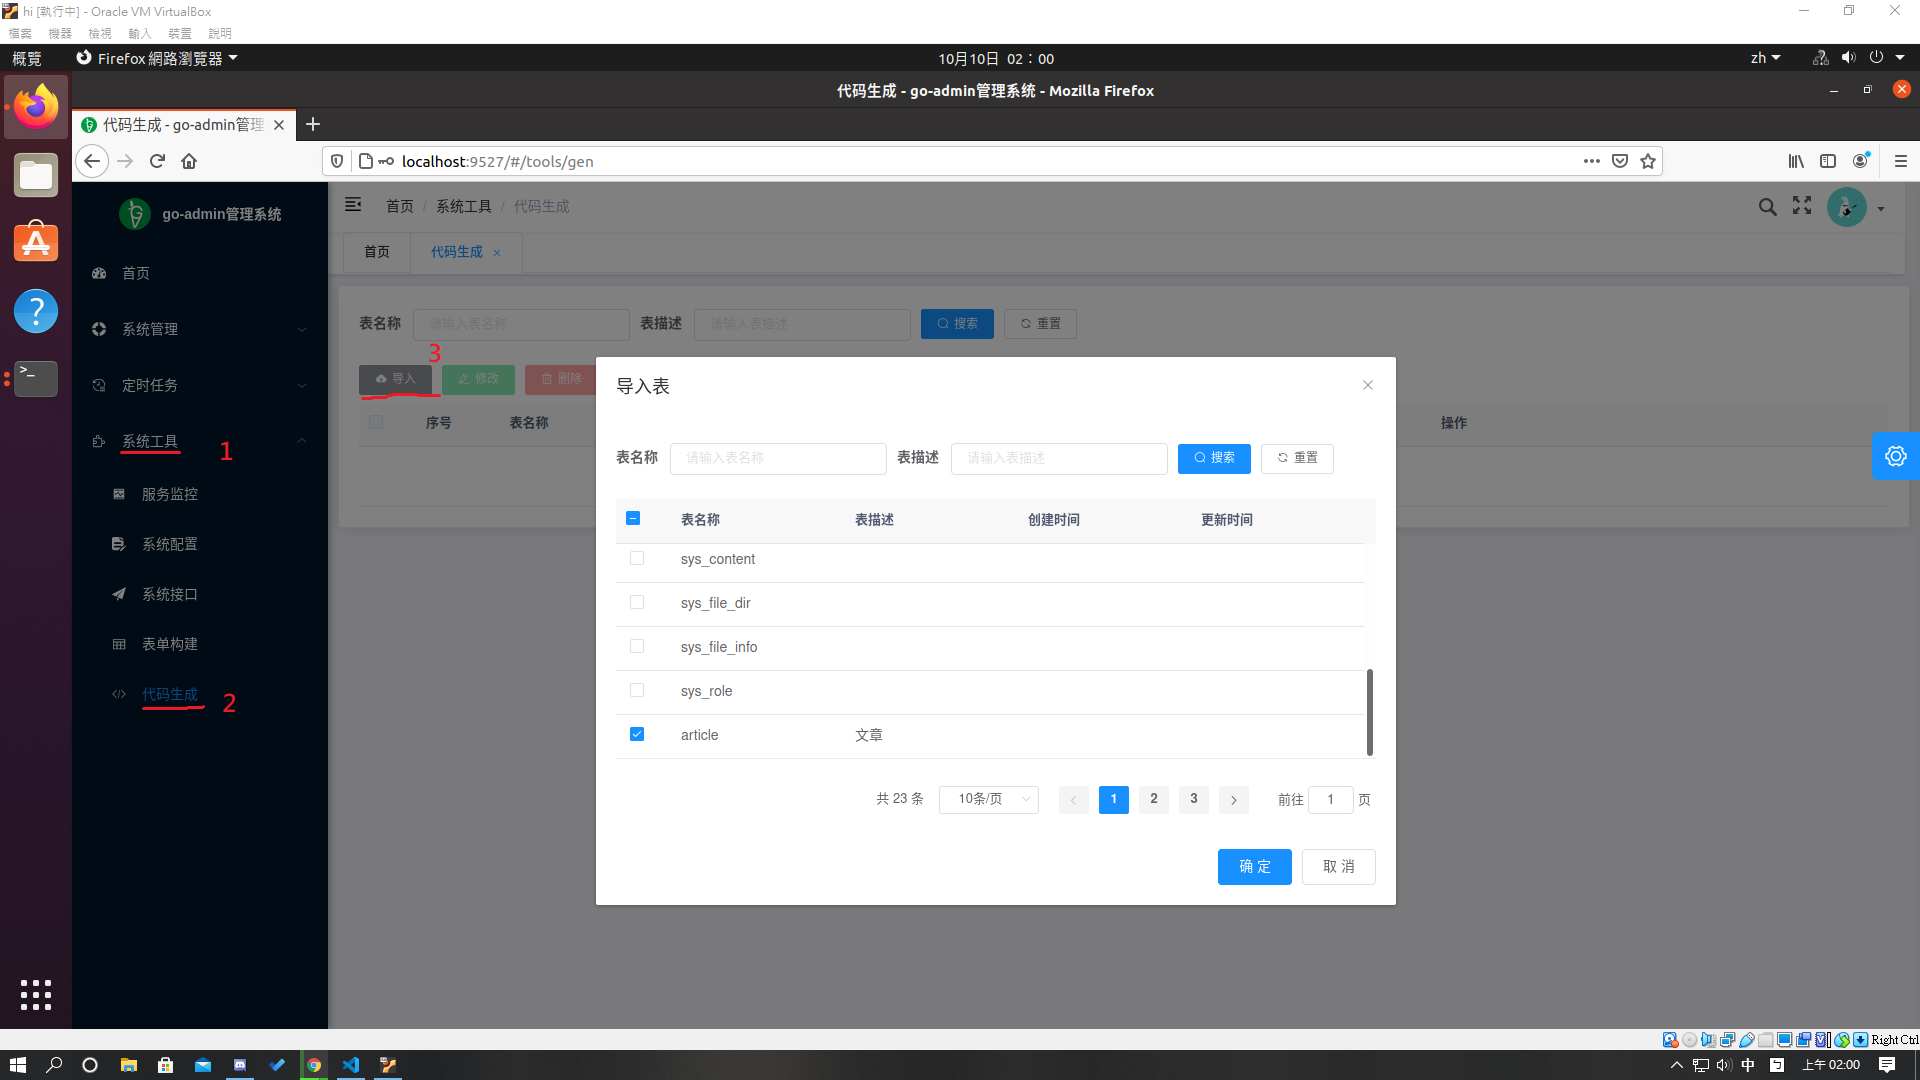 hi [執行中] - Oracle VM VirtualBox
檔案 機器 檢視 輸入 裝置 說明
概覽 Firefox 網路瀏覽器 10月10日 02：00 zh
代码生成 - go-admin管理系统 - Mozilla Firefox
代码生成 - go-admin管理
localhost:9527/#/tools/gen
go-admin管理系统
首页 / 系统工具 / 代码生成
首页 代码生成
首页
系统管理
定时任务
系统工具 1
服务监控
系统配置
系统接口
表单构建
代码生成 2
表名称 请输入表名称 表描述 请输入表描述 搜索 重置
3
导入 修改 删除
序号 表名称 操作
导入表
表名称 请输入表名称 表描述 请输入表描述 搜索 重置
表名称 表描述 创建时间 更新时间
sys_content
sys_file_dir
sys_file_info
sys_role
article 文章
共 23 条 10条/页 1 2 3 前往 1 页
确 定 取 消
Right Ctrl
中 上午 02:00